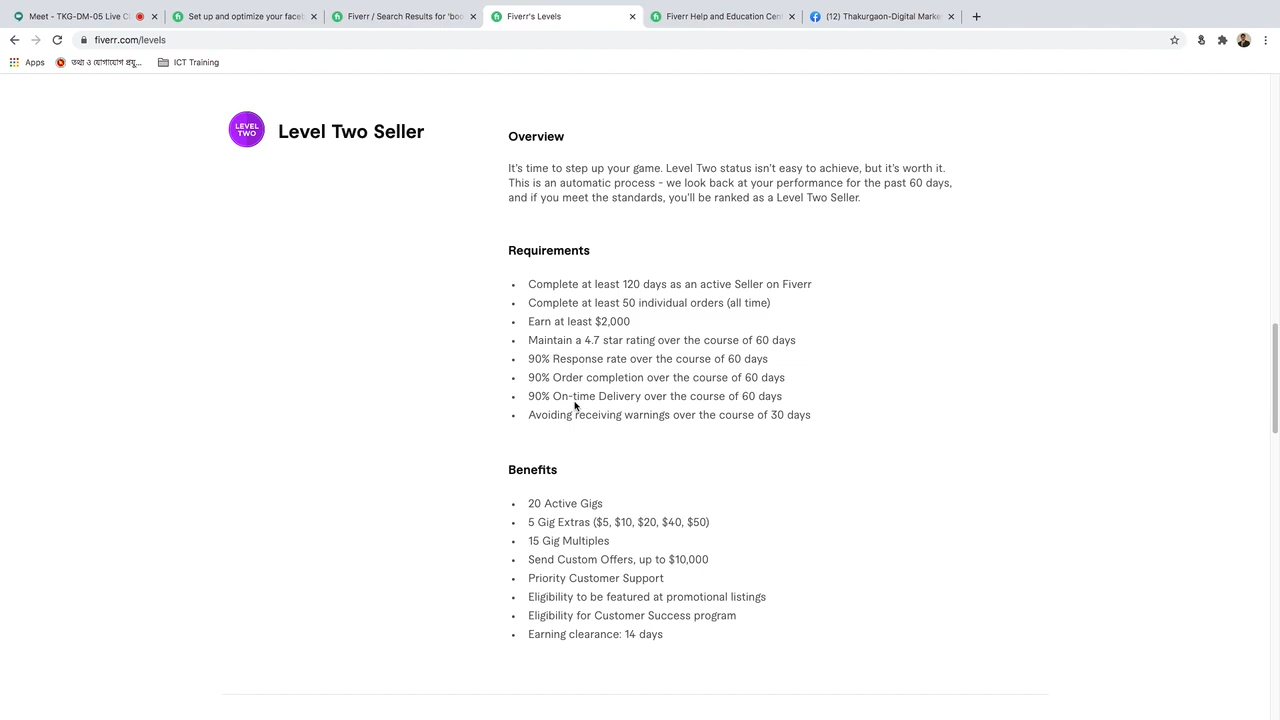 Meet - TKG-DM-05 Live Cl
Set up and optimize your facel
Fiverr / Search Results for 'boo
Fiverr's Levels
Fiverr Help and Education Cen
(12) Thakurgaon-Digital Marke
fiverr.com/levels
Apps
তথ্য ও যোগাযোগ প্রযু...
ICT Training
LEVEL
TWO
Level Two Seller
Overview
It's time to step up your game. Level Two status isn't easy to achieve, but it's worth it.
This is an automatic process - we look back at your performance for the past 60 days,
and if you meet the standards, you'll be ranked as a Level Two Seller.
Requirements
• Complete at least 120 days as an active Seller on Fiverr
• Complete at least 50 individual orders (all time)
• Earn at least $2,000
• Maintain a 4.7 star rating over the course of 60 days
• 90% Response rate over the course of 60 days
• 90% Order completion over the course of 60 days
• 90% On-time Delivery over the course of 60 days
• Avoiding receiving warnings over the course of 30 days
Benefits
• 20 Active Gigs
• 5 Gig Extras ($5, $10, $20, $40, $50)
• 15 Gig Multiples
• Send Custom Offers, up to $10,000
• Priority Customer Support
• Eligibility to be featured at promotional listings
• Eligibility for Customer Success program
• Earning clearance: 14 days